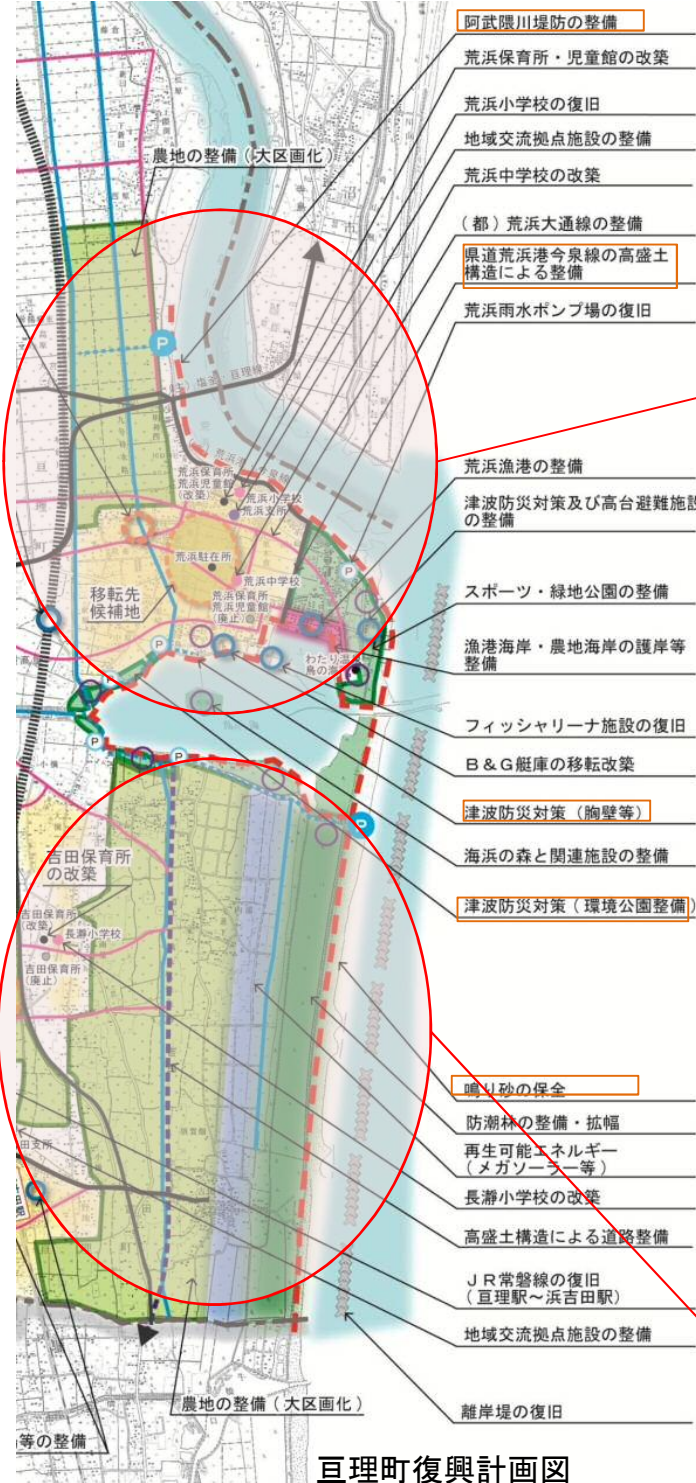 阿武隈川堤防の整備
荒浜保育所・児童館の改築
荒浜小学校の復旧
地域交流拠点施設の整備
荒浜中学校の改築
(都)荒浜大通線の整備
県道荒浜港今泉線の高盛土
構造による整備
荒浜雨水ポンプ場の復旧
農地の整備(大区画化)
P
荒浜漁港の整備
津波防災対策及び高台避難施設
の整備
スポーツ・緑地公園の整備
漁港海岸・農地海岸の護岸等
整備
フィッシャリーナ施設の復旧
B&G艇庫の移転改築
津波防災対策(胸壁等)
海浜の森と関連施設の整備
津波防災対策(環境公園整備)
荒浜保育所
荒浜児童館
(改築)
荒浜小学校
荒浜支所
荒浜駐在所
荒浜中学校
移転先
候補地
荒浜保育所
荒浜児童館
(廃止)
P
P
P
P
吉田保育所
の改築
吉田保育所
(改築)
長瀞小学校
吉田保育所
(廃止)
鳴り砂の保全
防潮林の整備・拡幅
再生可能エネルギー
(メガソーラー等)
長瀞小学校の改築
高盛土構造による道路整備
JR常磐線の復旧
(亘理駅~浜吉田駅)
地域交流拠点施設の整備
離岸堤の復旧
農地の整備(大区画化)
等の整備
亘理町復興計画図